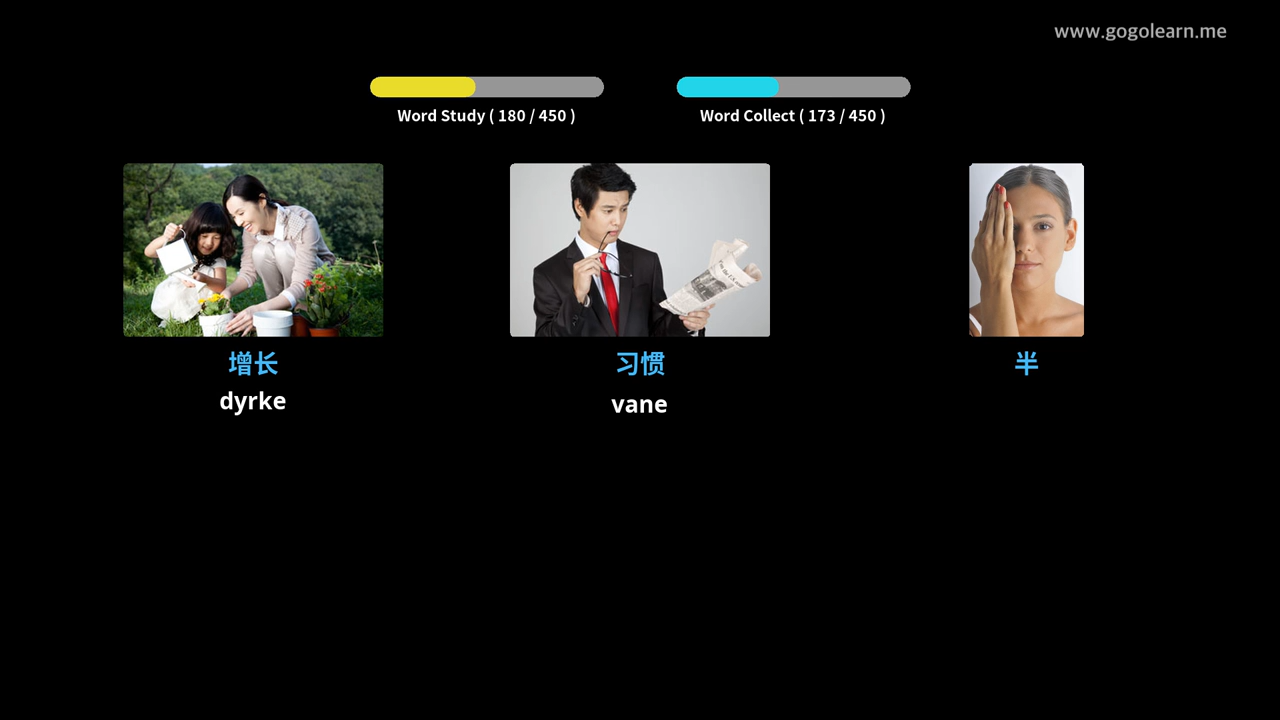 www.gogolearn.me
Word Study ( 180 / 450 )
Word Collect ( 173 / 450 )
增长
习惯
半
dyrke
vane